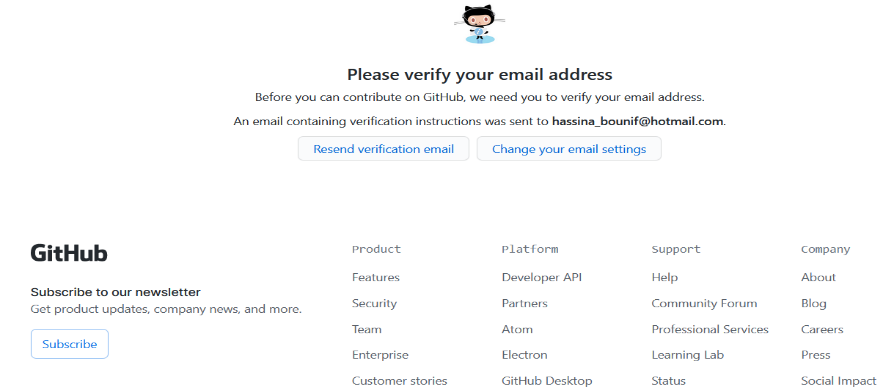 Please verify your email address
Before you can contribute on GitHub, we need you to verify your email address.
An email containing verification instructions was sent to hassina_bounif@hotmail.com.
Resend verification email
Change your email settings
GitHub
Subscribe to our newsletter
Get product updates, company news, and more.
Subscribe
Product
Features
Security
Team
Enterprise
Customer stories
Platform
Developer API
Partners
Atom
Electron
GitHub Desktop
Support
Help
Community Forum
Professional Services
Learning Lab
Status
Company
About
Blog
Careers
Press
Social Impact